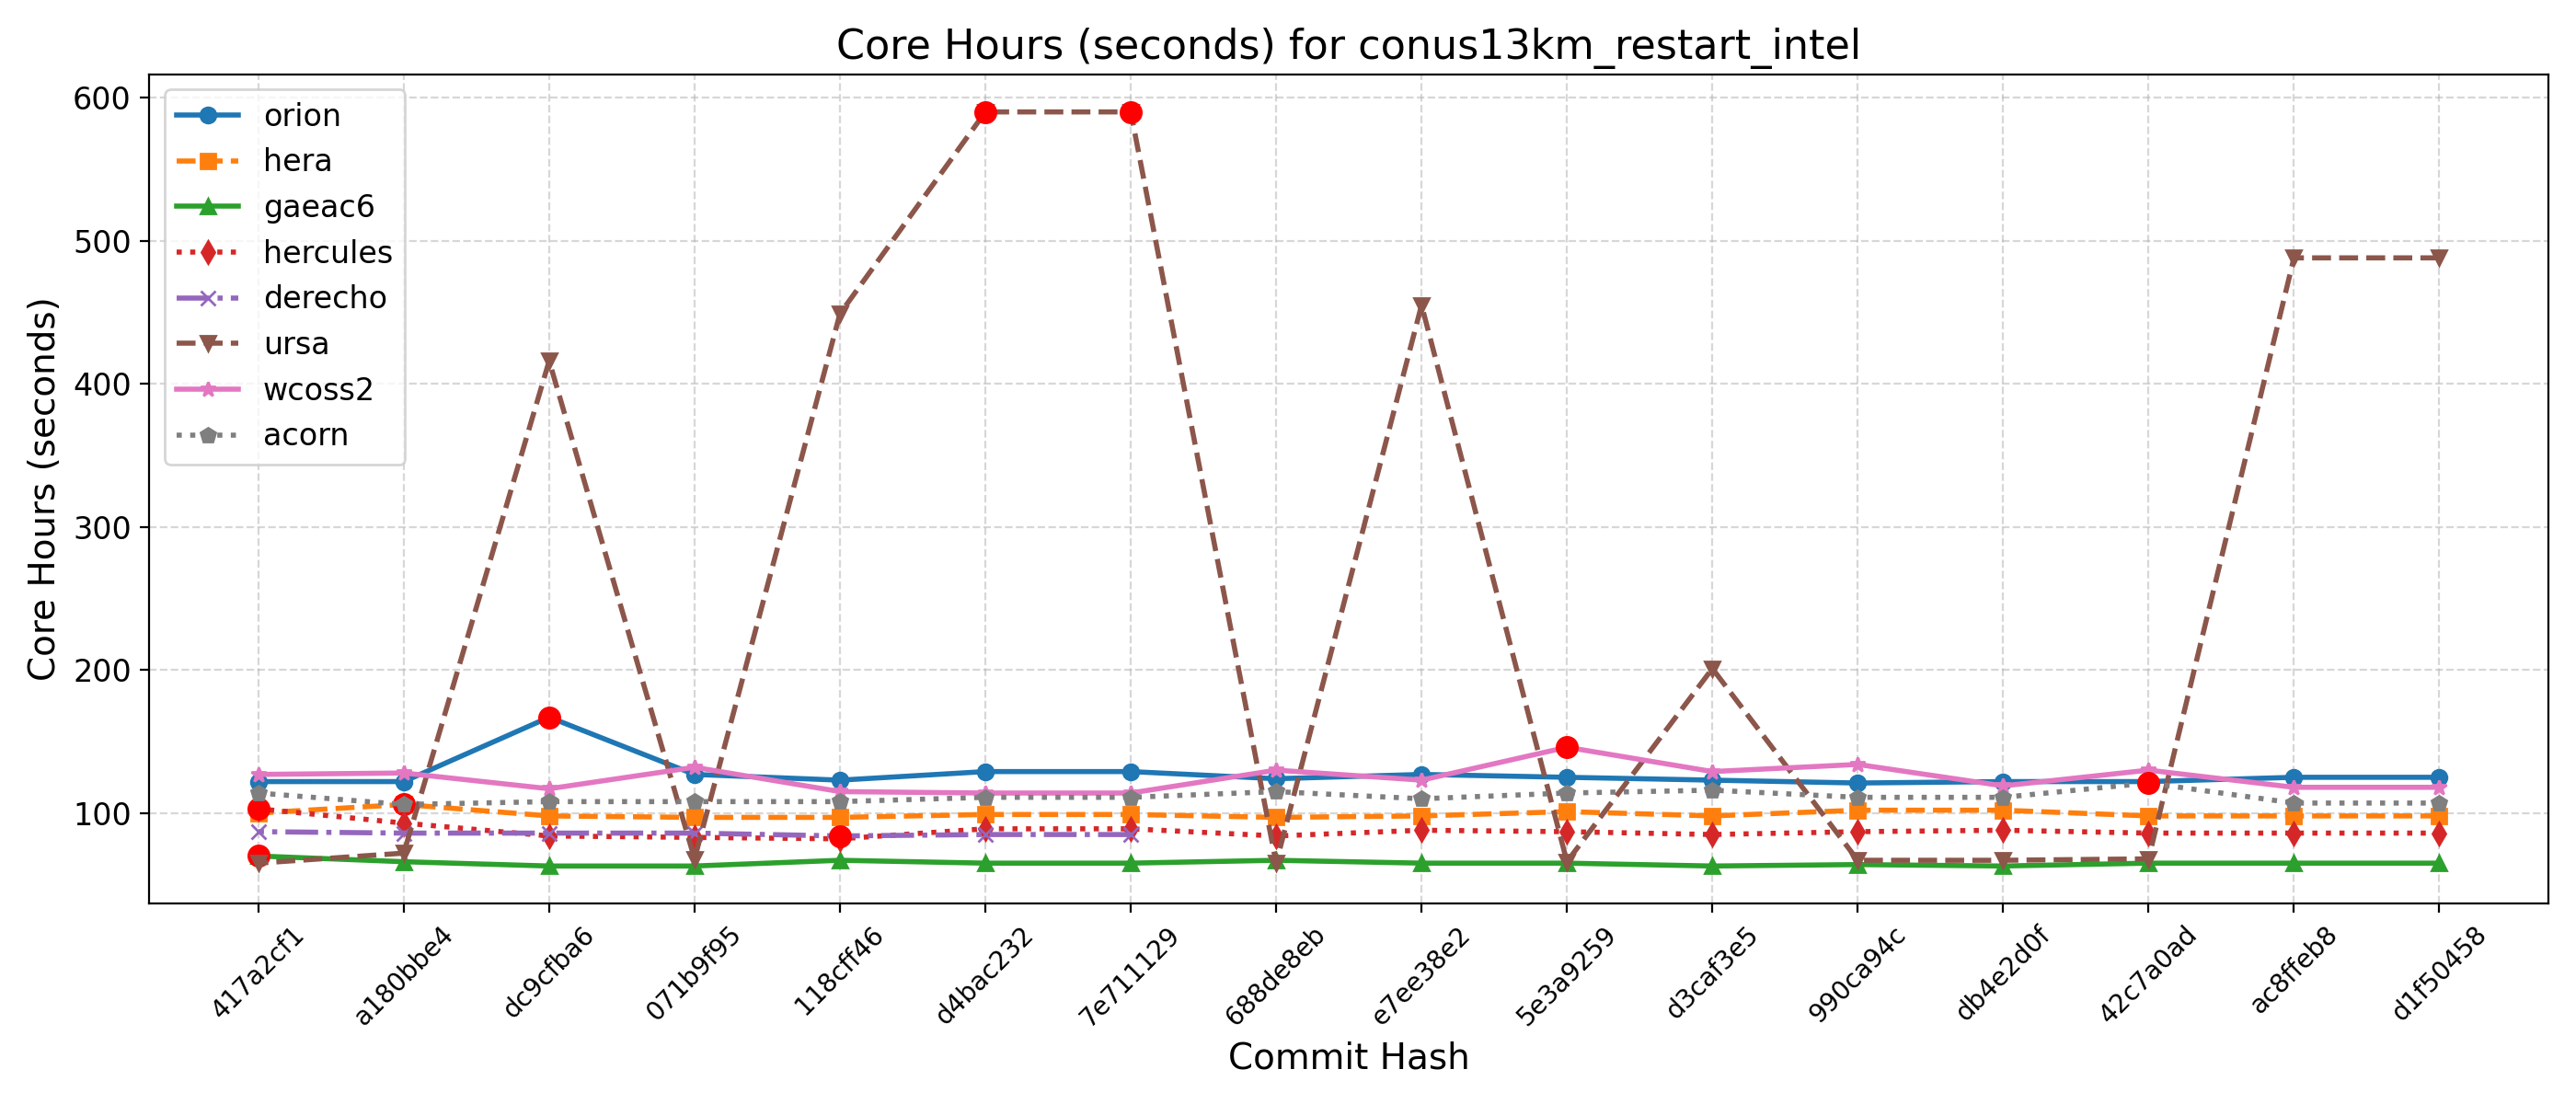 Core Hours (seconds) for conus13km_restart_intel
Core Hours (seconds)
600
500
400
300
200
100
orion
hera
gaeac6
hercules
derecho
ursa
wcoss2
acorn
417a2cf1
a180bbe4
dc9cfba6
071b9f95
118cff46
d4bac232
7e711129
688de8eb
e7ee38e2
5e3a9259
d3caf3e5
990ca94c
db4e2d0f
42c7a0ad
ac8ffeb8
d1f50458
Commit Hash